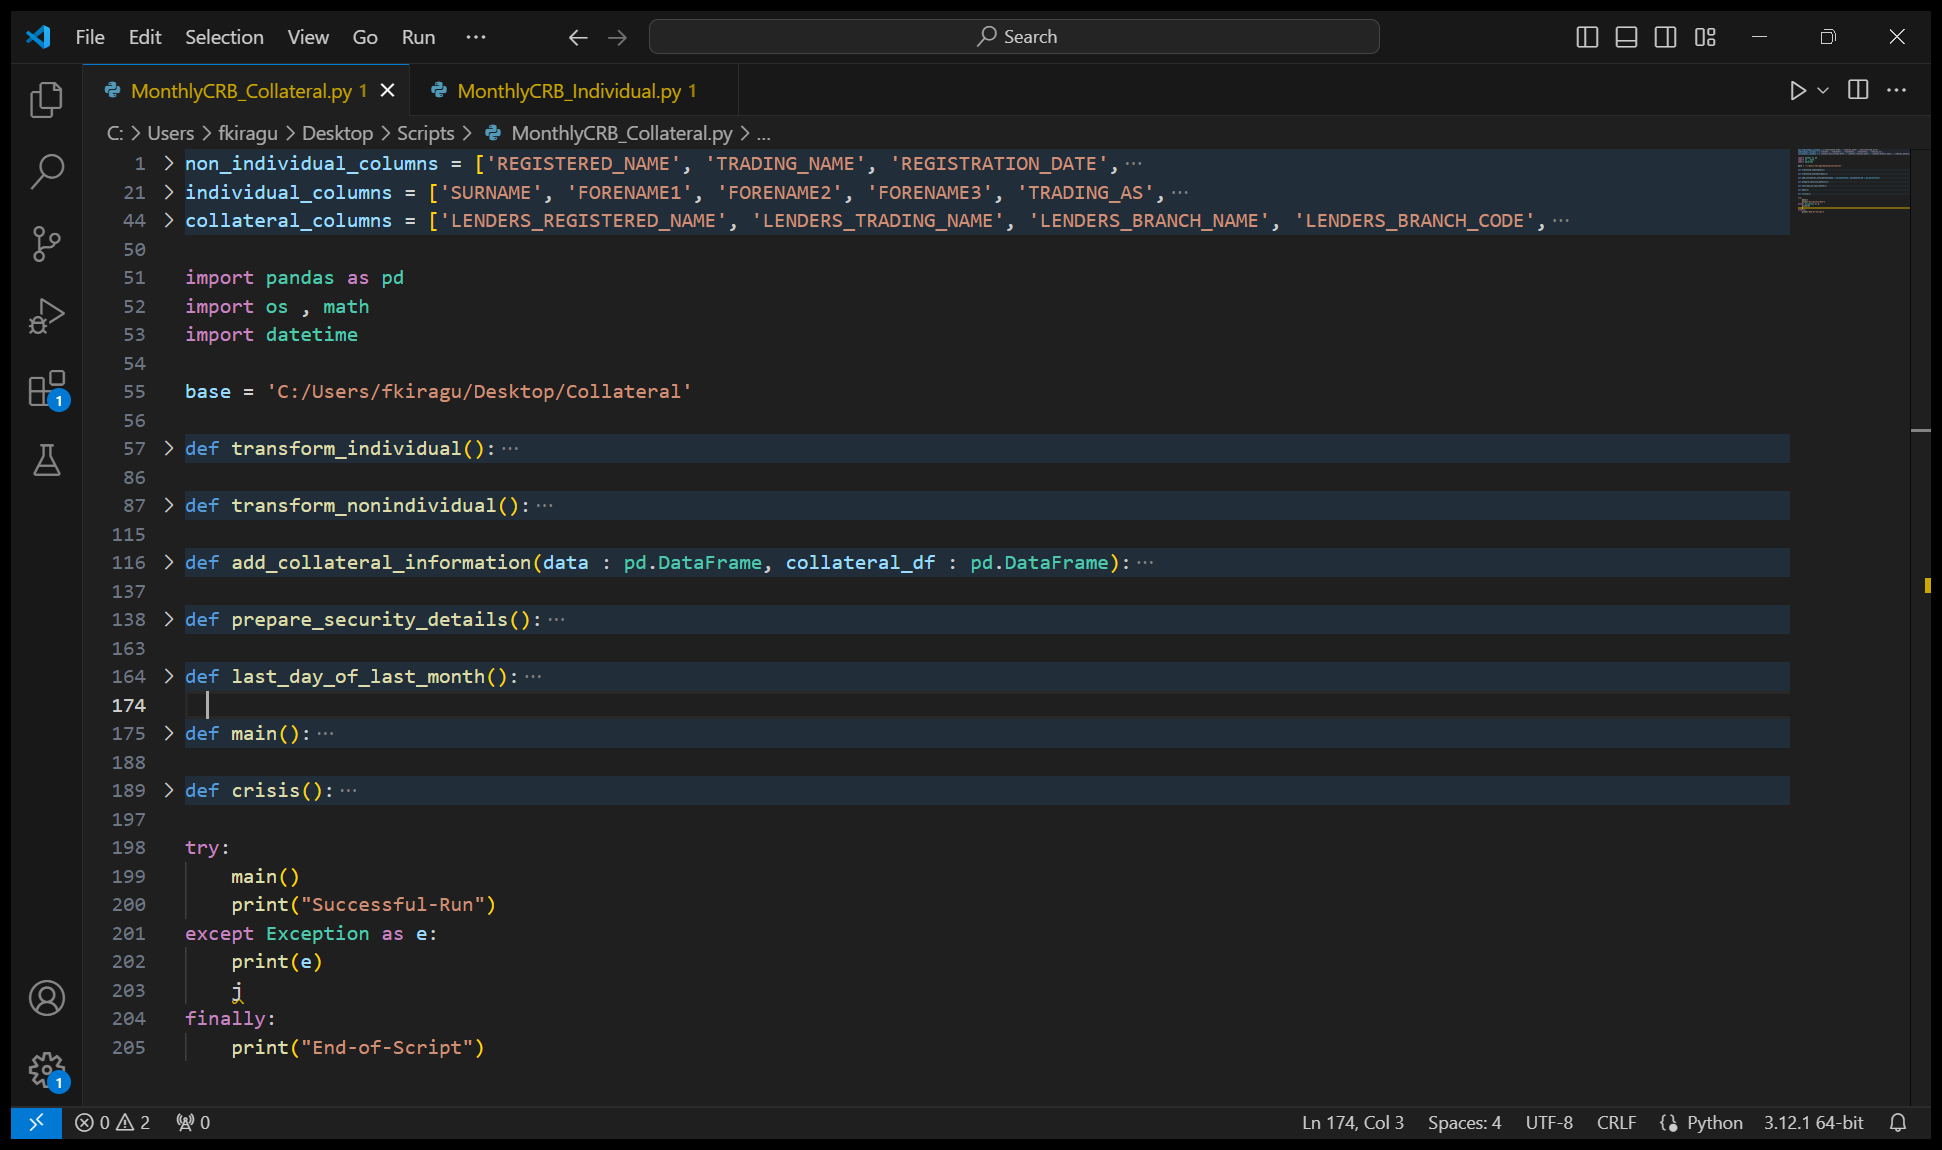 File Edit Selection View Go Run ··· Search
MonthlyCRB_Collateral.py 1 MonthlyCRB_Individual.py 1
C: > Users > fkiragu > Desktop > Scripts > MonthlyCRB_Collateral.py > ...
1 > non_individual_columns = ['REGISTERED_NAME', 'TRADING_NAME', 'REGISTRATION_DATE',···
21 > individual_columns = ['SURNAME', 'FORENAME1', 'FORENAME2', 'FORENAME3', 'TRADING_AS',···
44 > collateral_columns = ['LENDERS_REGISTERED_NAME', 'LENDERS_TRADING_NAME', 'LENDERS_BRANCH_NAME', 'LENDERS_BRANCH_CODE',···
50
51 import pandas as pd
52 import os , math
53 import datetime
54
55 base = 'C:/Users/fkiragu/Desktop/Collateral'
56
57 > def transform_individual():···
86
87 > def transform_nonindividual():···
115
116 > def add_collateral_information(data : pd.DataFrame, collateral_df : pd.DataFrame):···
137
138 > def prepare_security_details():···
163
164 > def last_day_of_last_month():···
174
175 > def main():···
188
189 > def crisis():···
197
198 try:
199 main()
200 print("Successful-Run")
201 except Exception as e:
202 print(e)
203 j
204 finally:
205 print("End-of-Script")
1
1
0 2 0 Ln 174, Col 3 Spaces: 4 UTF-8 CRLF Python 3.12.1 64-bit